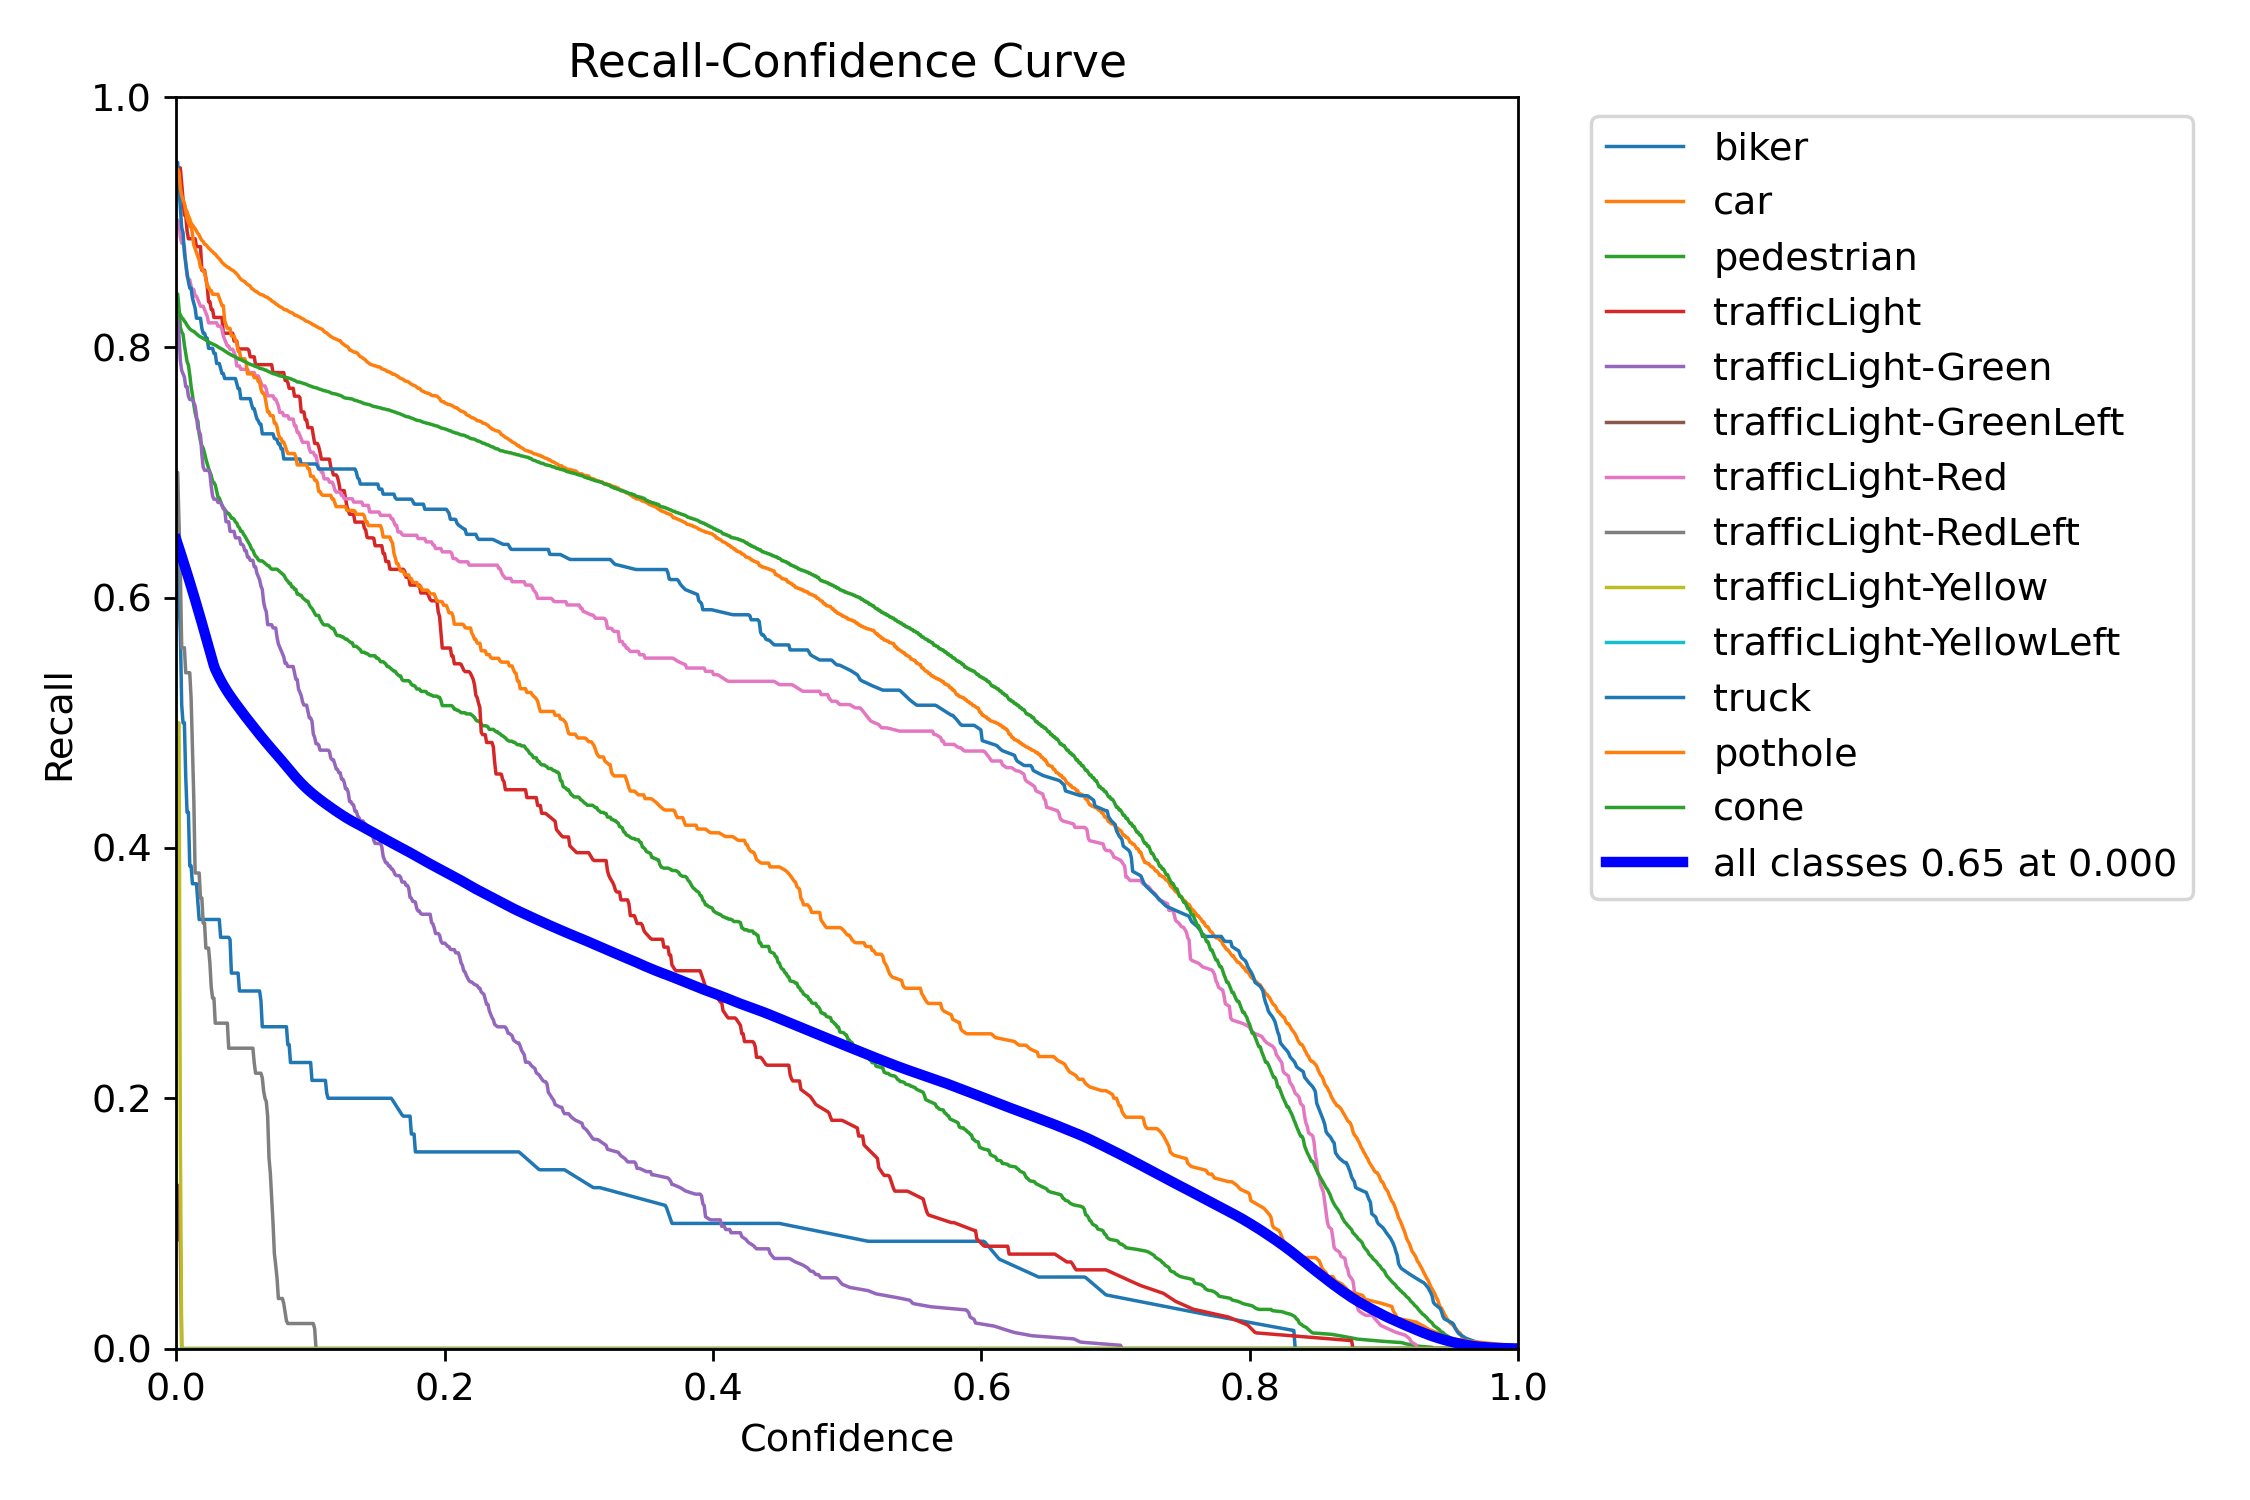 Recall-Confidence Curve
Recall
1.0
0.8
0.6
0.4
0.2
0.0
0.0 0.2 0.4 0.6 0.8 1.0
Confidence
biker
car
pedestrian
trafficLight
trafficLight-Green
trafficLight-GreenLeft
trafficLight-Red
trafficLight-RedLeft
trafficLight-Yellow
trafficLight-YellowLeft
truck
pothole
cone
all classes 0.65 at 0.000